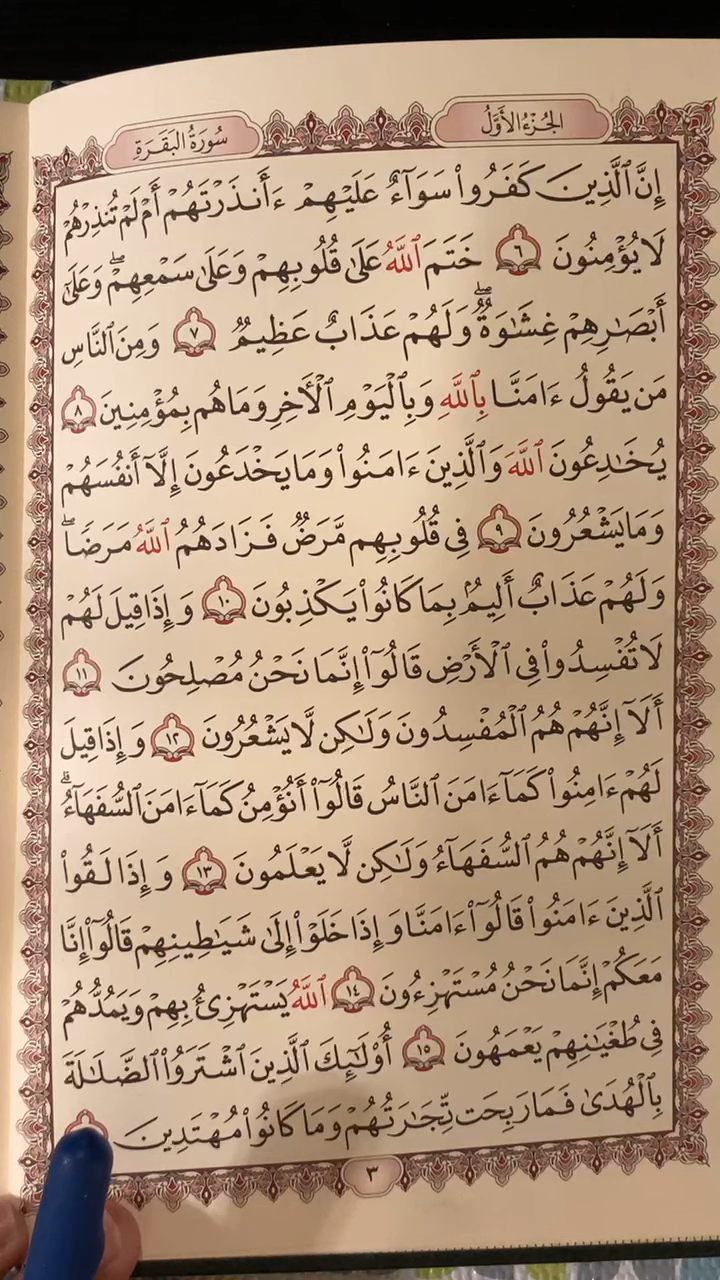 الجُزْءُ الأَوَّلُ
سُورَةُ البَقَرَةِ
إِنَّ ٱلَّذِينَ كَفَرُوا۟ سَوَآءٌ عَلَيْهِمْ ءَأَنذَرْتَهُمْ أَمْ لَمْ تُنذِرْهُمْ
لَا يُؤْمِنُونَ ٦ خَتَمَ ٱللَّهُ عَلَىٰ قُلُوبِهِمْ وَعَلَىٰ سَمْعِهِمْۖ وَعَلَىٰٓ
أَبْصَٰرِهِمْ غِشَٰوَةٌۖ وَلَهُمْ عَذَابٌ عَظِيمٌ ٧ وَمِنَ ٱلنَّاسِ
مَن يَقُولُ ءَامَنَّا بِٱللَّهِ وَبِٱلْيَوْمِ ٱلْأَخِرِ وَمَا هُم بِمُؤْمِنِينَ ٨
يُخَٰدِعُونَ ٱللَّهَ وَٱلَّذِينَ ءَامَنُوا۟ وَمَا يَخْدَعُونَ إِلَّآ أَنفُسَهُمْ
وَمَا يَشْعُرُونَ ٩ فِى قُلُوبِهِم مَّرَضٌ فَزَادَهُمُ ٱللَّهُ مَرَضًاۖ
وَلَهُمْ عَذَابٌ أَلِيمٌۢ بِمَا كَانُوا۟ يَكْذِبُونَ ١٠ وَإِذَا قِيلَ لَهُمْ
لَا تُفْسِدُوا۟ فِى ٱلْأَرْضِ قَالُوٓا۟ إِنَّمَا نَحْنُ مُصْلِحُونَ ١١
أَلَآ إِنَّهُمْ هُمُ ٱلْمُفْسِدُونَ وَلَٰكِن لَّا يَشْعُرُونَ ١٢ وَإِذَا قِيلَ
لَهُمْ ءَامِنُوا۟ كَمَآ ءَامَنَ ٱلنَّاسُ قَالُوٓا۟ أَنُؤْمِنُ كَمَآ ءَامَنَ ٱلسُّفَهَآءُۗ
أَلَآ إِنَّهُمْ هُمُ ٱلسُّفَهَآءُ وَلَٰكِن لَّا يَعْلَمُونَ ١٣ وَإِذَا لَقُوا۟
ٱلَّذِينَ ءَامَنُوا۟ قَالُوٓا۟ ءَامَنَّا وَإِذَا خَلَوْا۟ إِلَىٰ شَيَٰطِينِهِمْ قَالُوٓا۟ إِنَّا
مَعَكُمْ إِنَّمَا نَحْنُ مُسْتَهْزِءُونَ ١٤ ٱللَّهُ يَسْتَهْزِئُ بِهِمْ وَيَمُدُّهُمْ
فِى طُغْيَٰنِهِمْ يَعْمَهُونَ ١٥ أُو۟لَٰٓئِكَ ٱلَّذِينَ ٱشْتَرَوُا۟ ٱلضَّلَٰلَةَ
بِٱلْهُدَىٰ فَمَا رَبِحَت تِّجَٰرَتُهُمْ وَمَا كَانُوا۟ مُهْتَدِينَ
٣